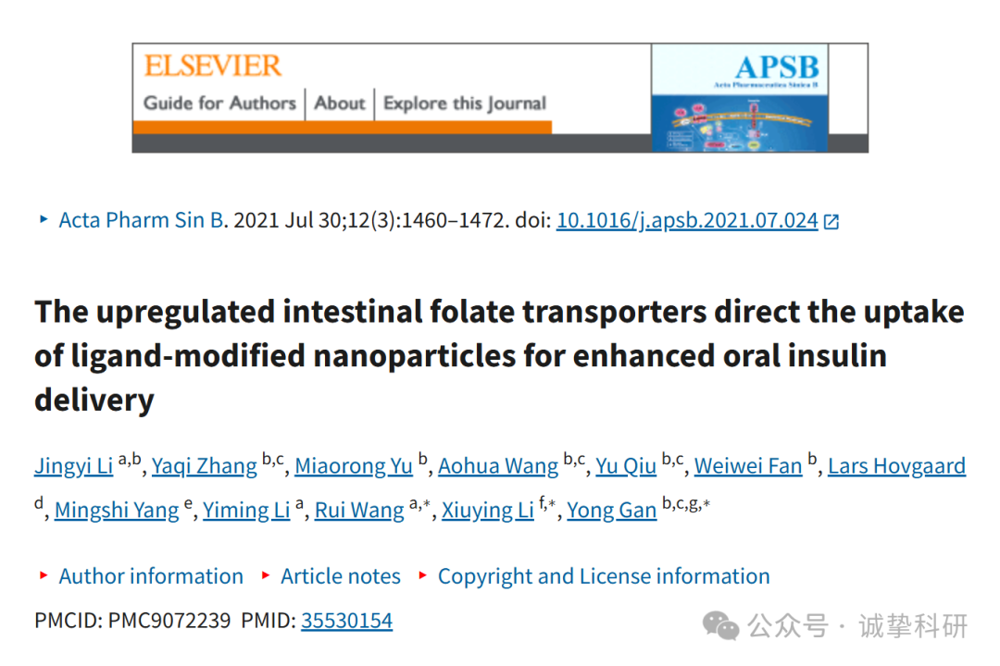 ELSEVIER
APSB
Acta Pharmaceutica Sinica B
Guide for Authors | About | Explore this Journal
Acta Pharm Sin B. 2021 Jul 30;12(3):1460–1472. doi: 10.1016/j.apsb.2021.07.024
The upregulated intestinal folate transporters direct the uptake
of ligand-modified nanoparticles for enhanced oral insulin
delivery
Jingyi Li a,b, Yaqi Zhang b,c, Miaorong Yu b, Aohua Wang b,c, Yu Qiu b,c, Weiwei Fan b, Lars Hovgaard
d, Mingshi Yang e, Yiming Li a, Rui Wang a,*, Xiuying Li f,*, Yong Gan b,c,g,*
Author information Article notes Copyright and License information
PMCID: PMC9072239 PMID: 35530154
公众号 · 诚挚科研